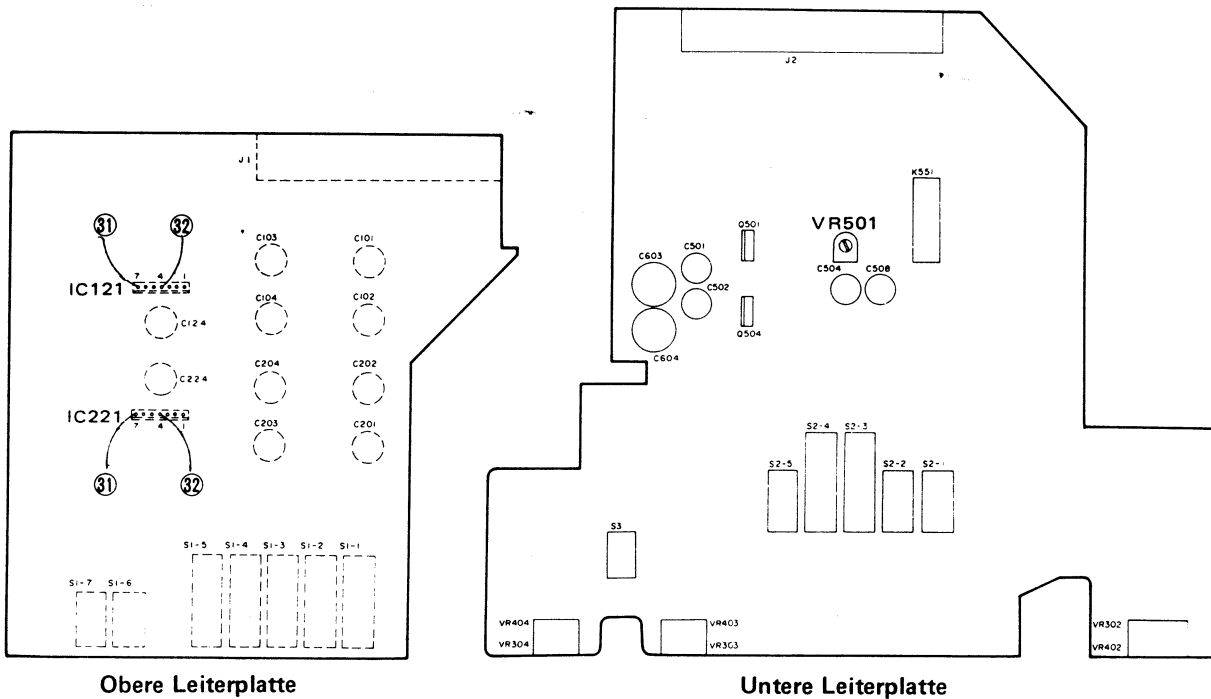 J1
31
32
C103
C101
7
4
1
IC121
C104
C102
C124
C224
C204
C202
IC221
7
4
1
C203
C201
31
32
S1-5
S1-4
S1-3
S1-2
S1-1
S1-7
S1-6
Obere Leiterplatte
J2
K551
Q501
VR501
C603
C501
C504
C508
C502
Q504
C604
S2-4
S2-3
S2-5
S2-2
S2-1
S3
VR404
VR403
VR304
VR303
VR302
VR402
Untere Leiterplatte